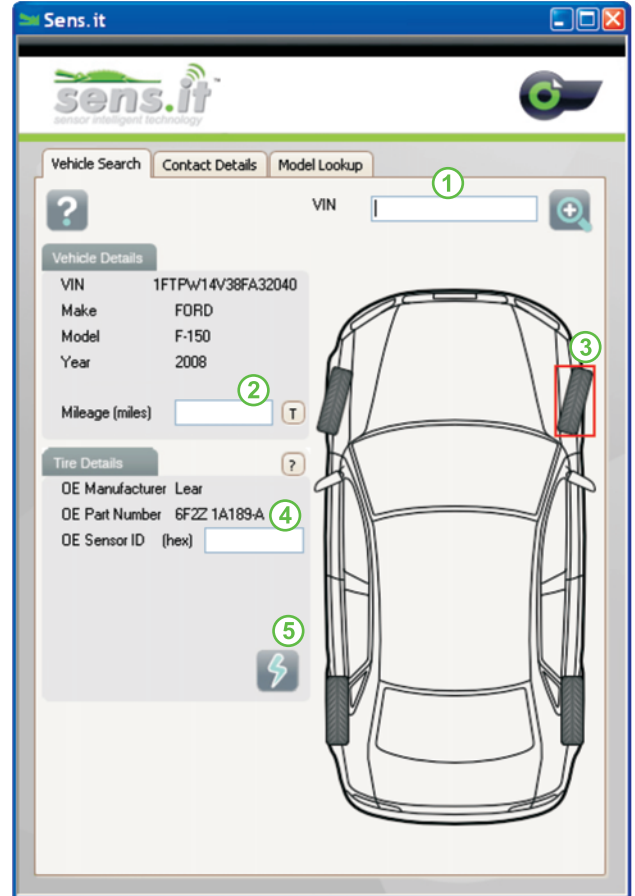 Sens.it
sens.it™
sensor intelligent technology
Vehicle Search Contact Details Model Lookup
1
? VIN
Vehicle Details
VIN 1FTPW14V38FA32040
Make FORD
Model F-150
Year 2008
3
2
Mileage (miles) T
Tire Details ?
OE Manufacturer Lear
OE Part Number 6F2Z 1A189-A 4
OE Sensor ID (hex)
5